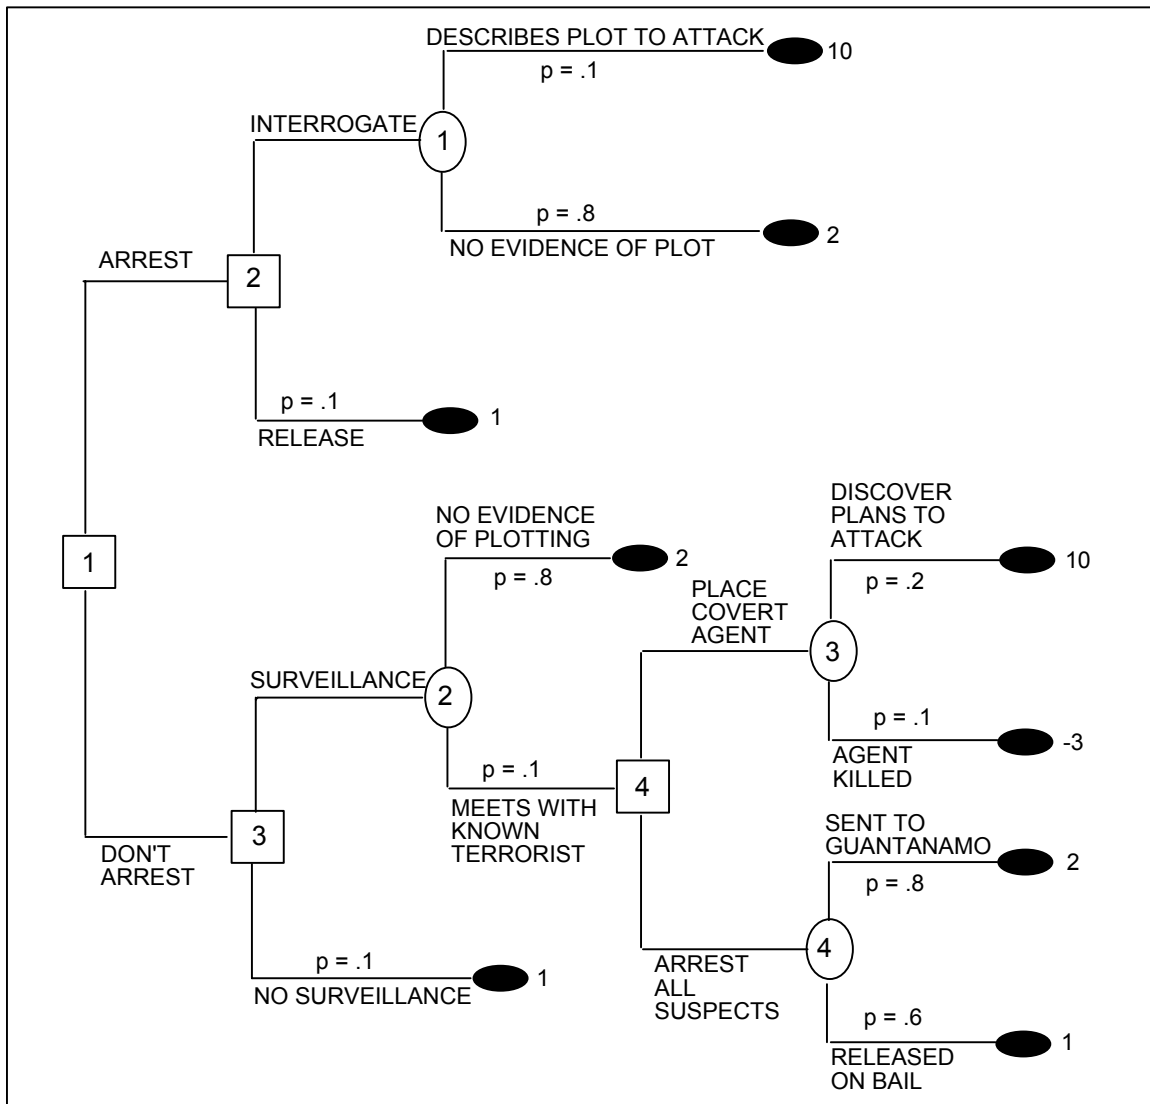 DESCRIBES PLOT TO ATTACK
10
p = .1
INTERROGATE
1
p = .8
2
NO EVIDENCE OF PLOT
ARREST
2
p = .1
1
RELEASE
DISCOVER
PLANS TO
ATTACK
NO EVIDENCE
OF PLOTTING
1
2
10
p = .8
p = .2
PLACE
COVERT
AGENT
3
SURVEILLANCE
2
p = .1
-3
p = .1
4
AGENT
KILLED
MEETS WITH
KNOWN
TERRORIST
3
SENT TO
GUANTANAMO
DON'T
ARREST
2
p = .8
4
p = .1
ARREST
ALL
SUSPECTS
1
NO SURVEILLANCE
p = .6
1
RELEASED
ON BAIL